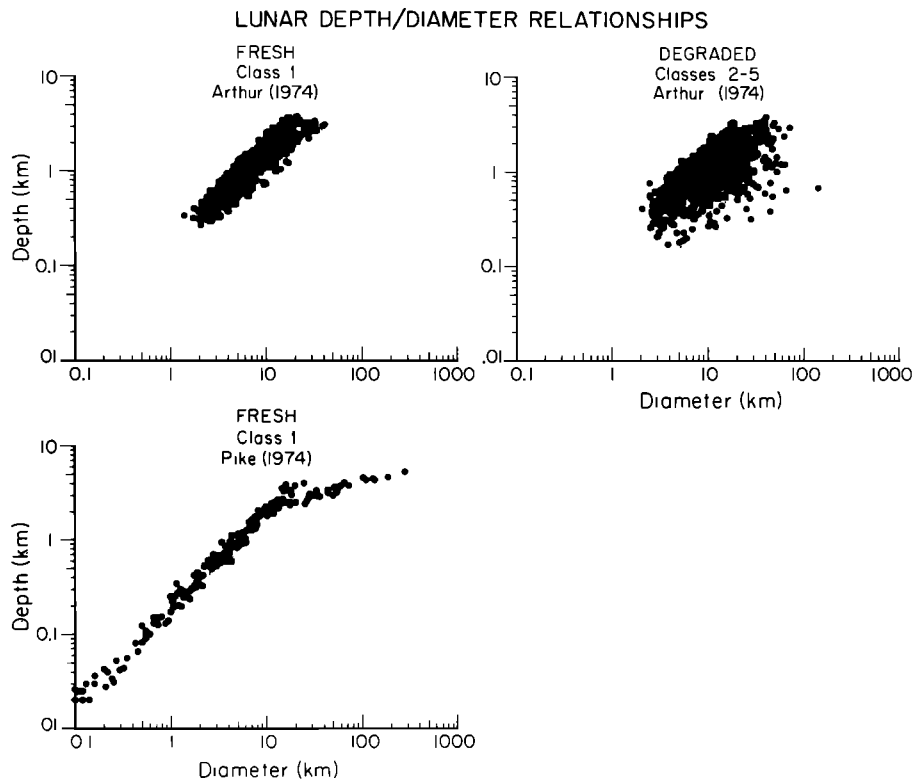 LUNAR DEPTH/DIAMETER RELATIONSHIPS
FRESH
Class 1
Arthur (1974)
10
1
0.1
.01
Depth (km)
0.1 1 10 100 1000
DEGRADED
Classes 2-5
Arthur (1974)
10
1
0.1
.01
0.1 1 10 100 1000
Diameter (km)
FRESH
Class 1
Pike (1974)
10
1
0.1
01
Depth (km)
0 1 1 10 100 1000
Diameter (km)